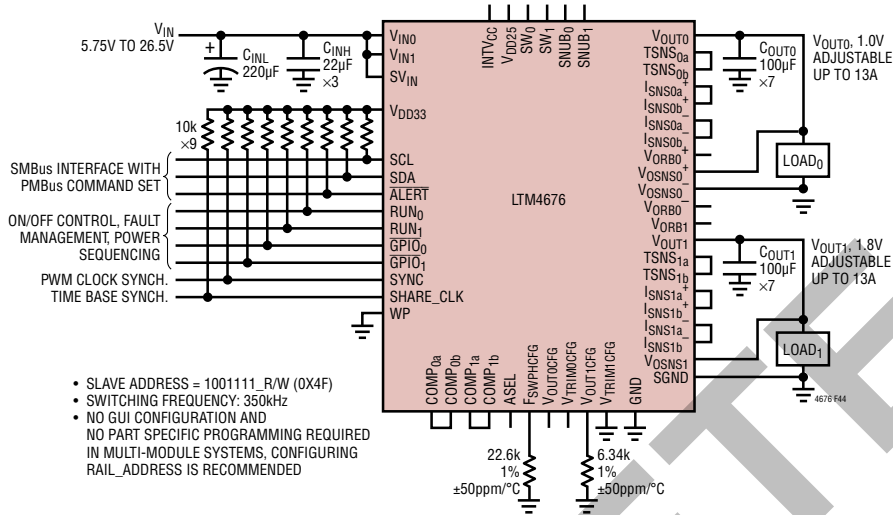 VIN
5.75V TO 26.5V
CINL
220µF
CINH
22µF
×3
+
10k
×9
SMBus INTERFACE WITH
PMBus COMMAND SET
ON/OFF CONTROL, FAULT
MANAGEMENT, POWER
SEQUENCING
PWM CLOCK SYNCH.
TIME BASE SYNCH.
INTVCC
VDD25
SW0
SW1
SNUB0
SNUB1
VIN0
VIN1
SVIN
VDD33
SCL
SDA
ALERT
RUN0
RUN1
GPIO0
GPIO1
SYNC
SHARE_CLK
WP
LTM4676
VOUT0
TSNS0a
TSNS0b
ISNS0a+
ISNS0b+
ISNS0a–
ISNS0b–
VORB0+
VOSNS0+
VOSNS0–
VORB0–
VORB1
VOUT1
TSNS1a
TSNS1b
ISNS1a+
ISNS1b+
ISNS1a–
ISNS1b–
VOSNS1
SGND
COMP0a
COMP0b
COMP1a
COMP1b
ASEL
FSWPHCFG
VOUT0CFG
VTRIM0CFG
VOUT1CFG
VTRIM1CFG
GND
COUT0
100µF
×7
VOUT0, 1.0V
ADJUSTABLE
UP TO 13A
LOAD0
COUT1
100µF
×7
VOUT1, 1.8V
ADJUSTABLE
UP TO 13A
LOAD1
4676 F44
22.6k
1%
±50ppm/°C
6.34k
1%
±50ppm/°C
• SLAVE ADDRESS = 1001111_R/W (0X4F)
• SWITCHING FREQUENCY: 350kHz
• NO GUI CONFIGURATION AND
NO PART SPECIFIC PROGRAMMING REQUIRED
IN MULTI-MODULE SYSTEMS, CONFIGURING
RAIL_ADDRESS IS RECOMMENDED